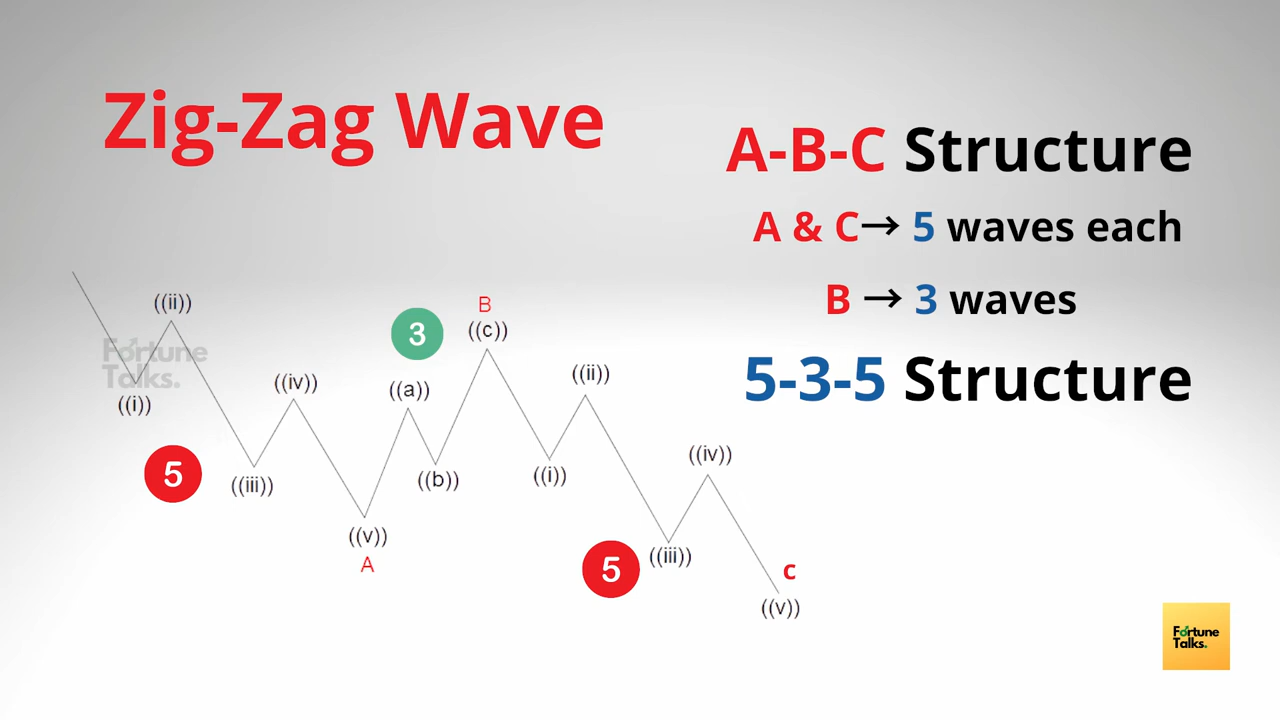 Zig-Zag Wave
A-B-C Structure
A & C→ 5 waves each
B → 3 waves
5-3-5 Structure
B
((ii))
3
((c))
Fortune
Talks.
((iv))
((a))
((ii))
((i))
5
((iii))
((b))
((i))
((iv))
((v))
A
5
((iii))
c
((v))
Fortune
Talks.